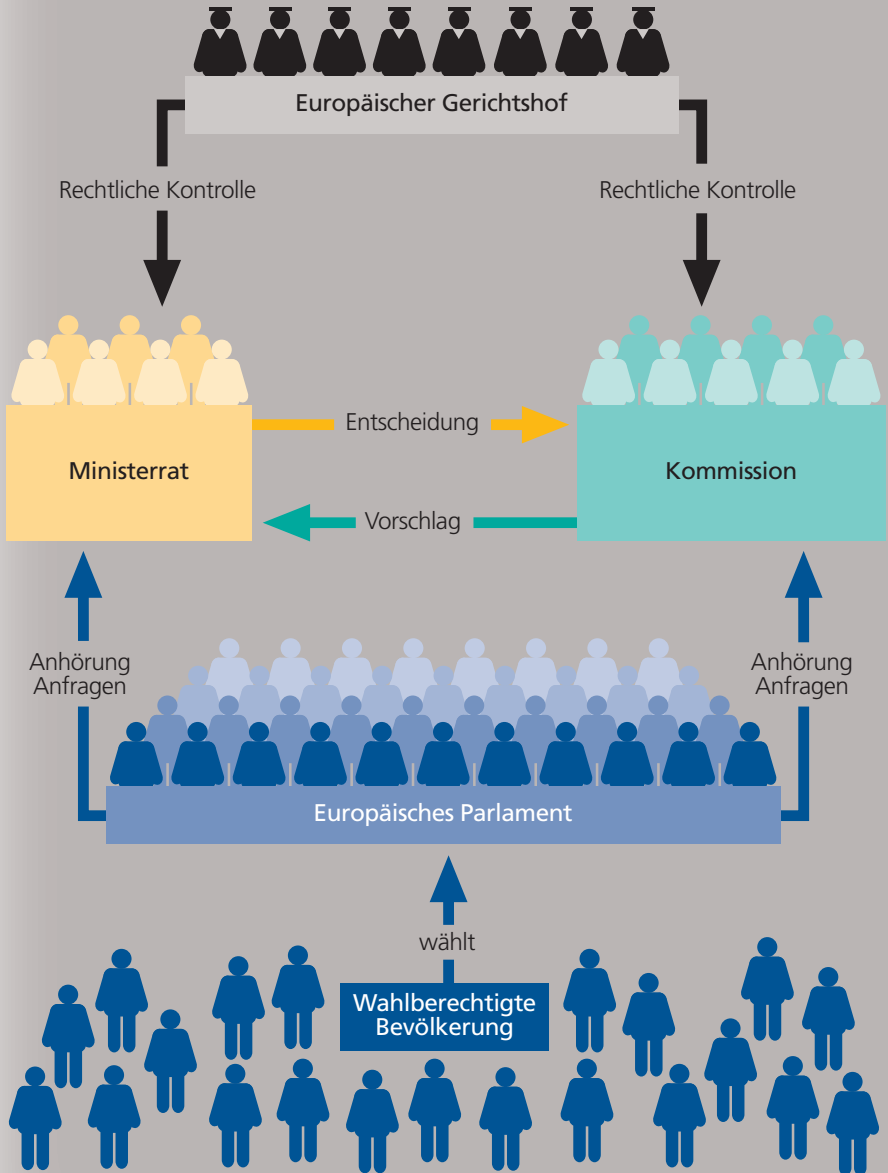 Europäischer Gerichtshof
Rechtliche Kontrolle
Rechtliche Kontrolle
Entscheidung
Ministerrat
Kommission
Vorschlag
Anhörung
Anfragen
Anhörung
Anfragen
Europäisches Parlament
wählt
Wahlberechtigte
Bevölkerung